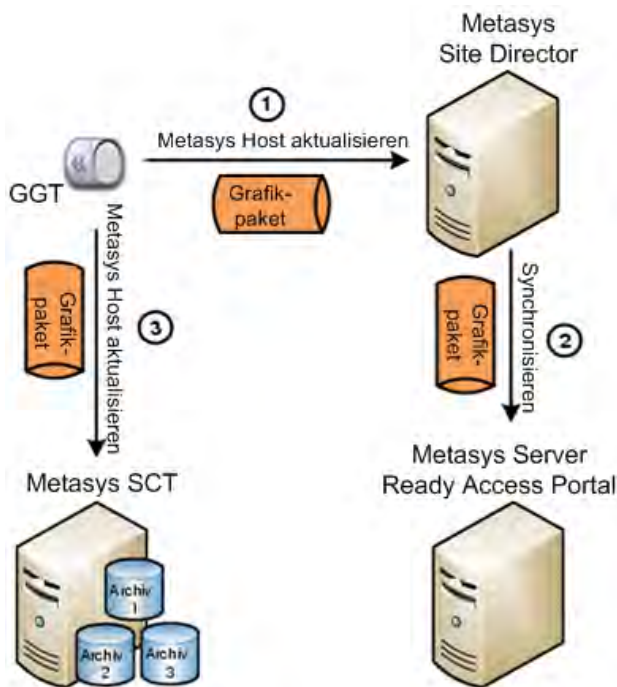 Metasys
Site Director
1
Metasys Host aktualisieren
Grafik-
paket
GGT
Metasys Host aktualisieren
Grafik-
paket
3
Synchronisieren
Grafik-
paket
2
Metasys SCT
Metasys Server
Ready Access Portal
Archiv
1
Archiv
2
Archiv
3